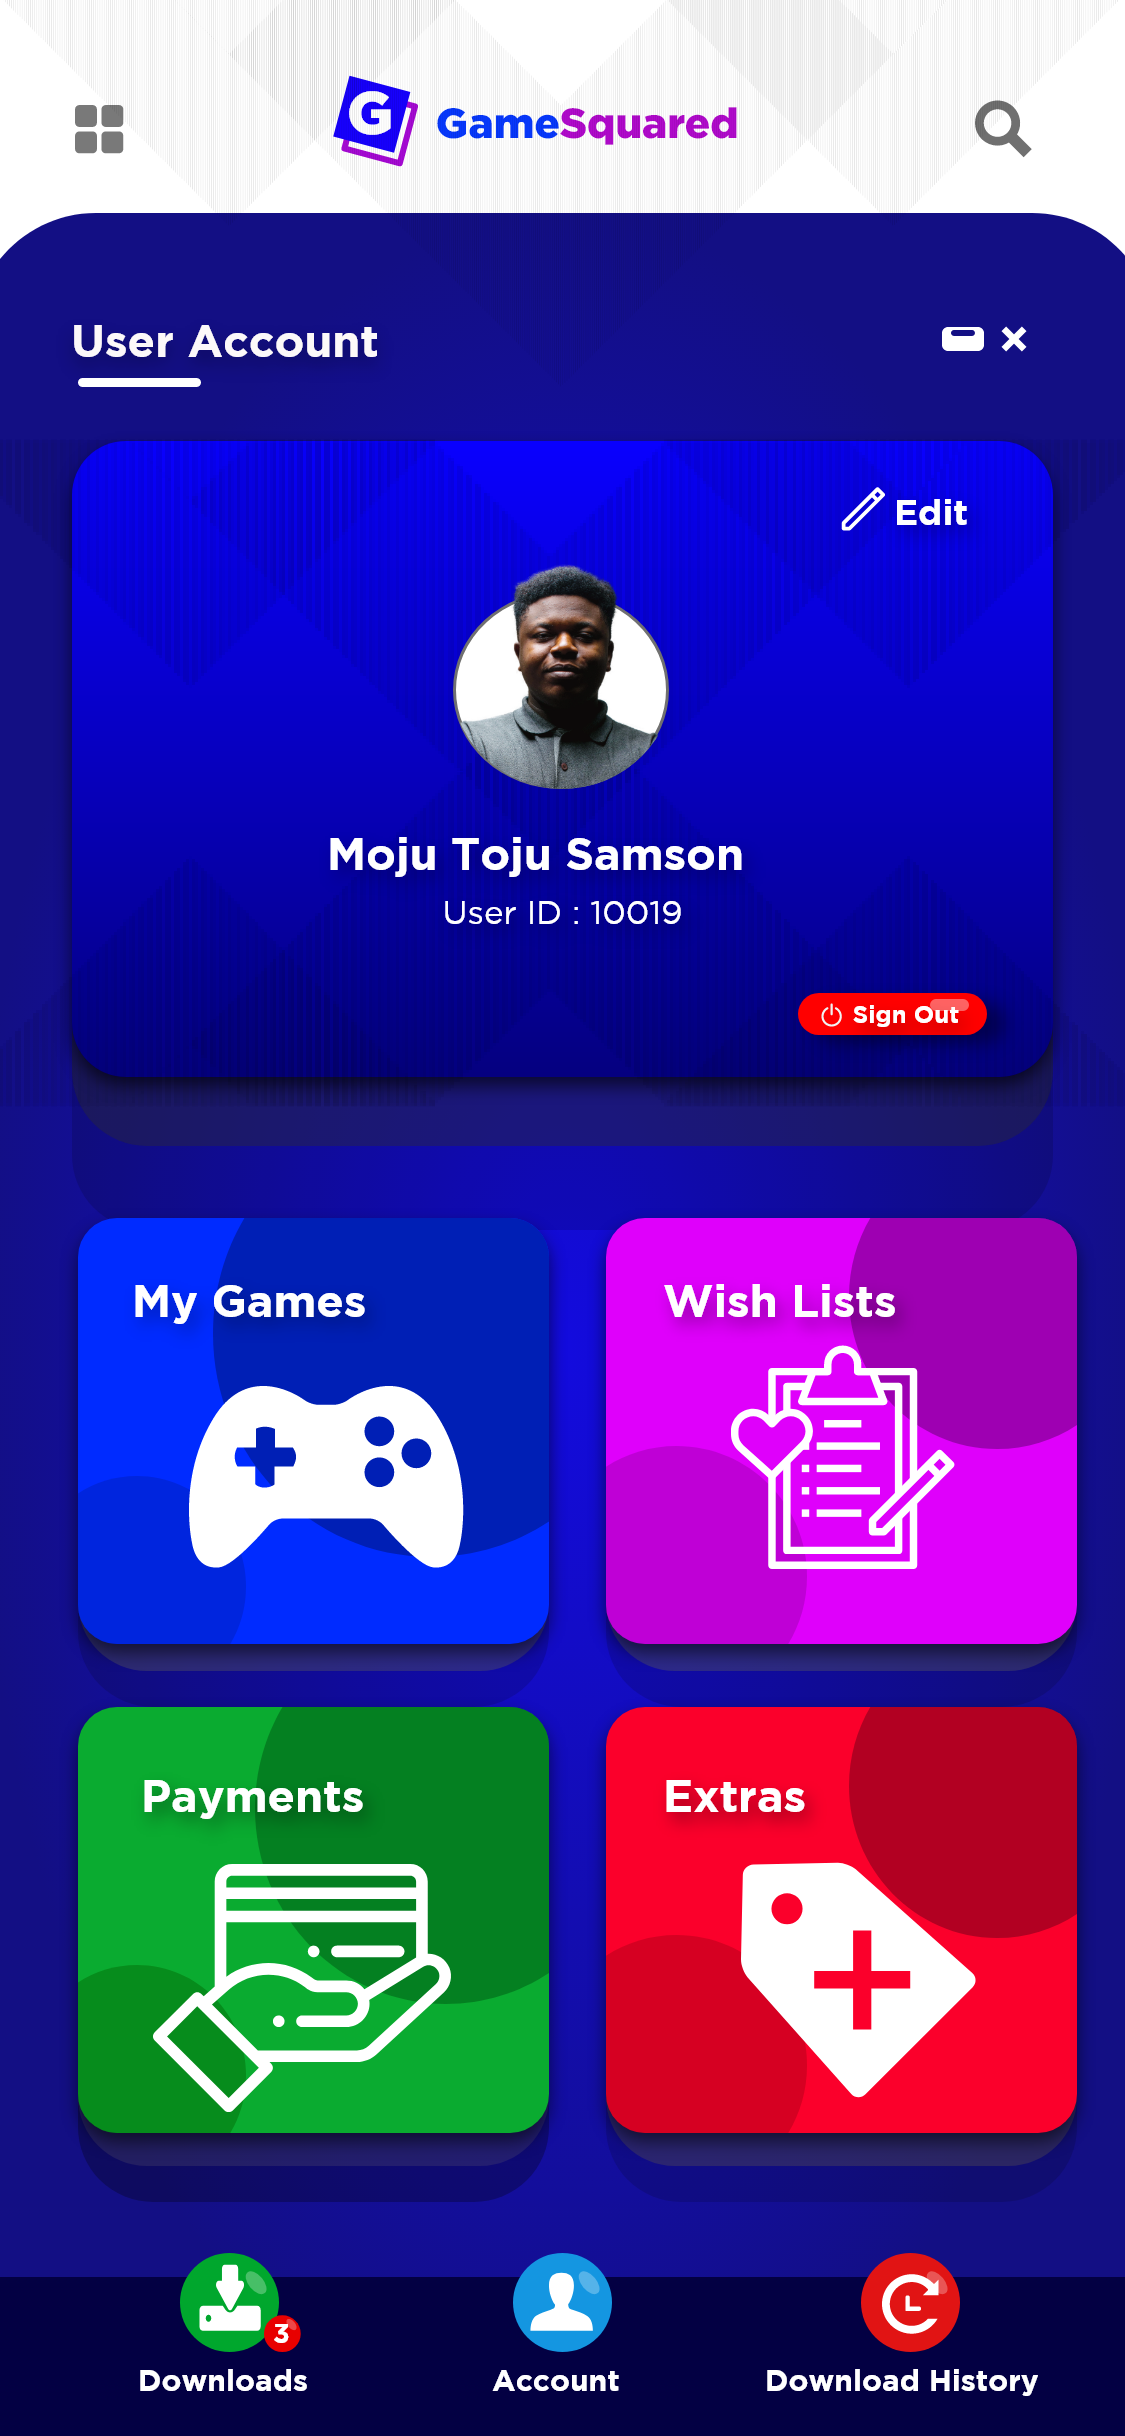 G GameSquared
User Account
Edit
Moju Toju Samson
User ID : 10019
Sign Out
My Games
Wish Lists
Payments
Extras
3
Downloads
Account
Download History